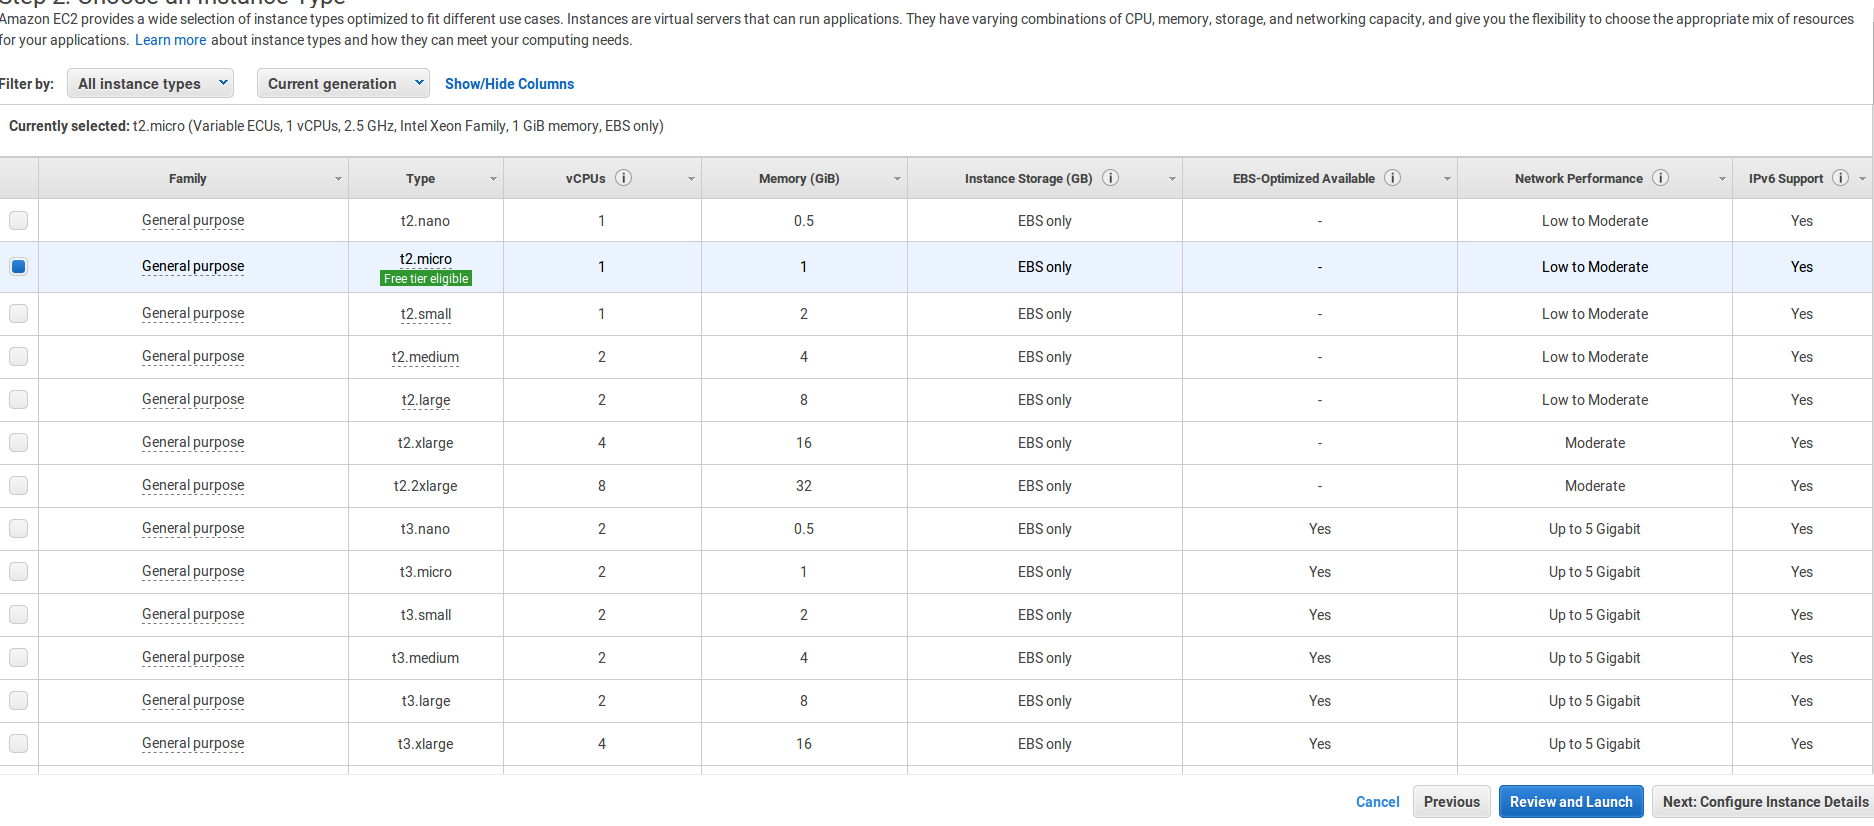 Step 2: Choose an Instance Type
Amazon EC2 provides a wide selection of instance types optimized to fit different use cases. Instances are virtual servers that can run applications. They have varying combinations of CPU, memory, storage, and networking capacity, and give you the flexibility to choose the appropriate mix of resources
for your applications. Learn more about instance types and how they can meet your computing needs.
Filter by: All instance types Current generation Show/Hide Columns
Currently selected: t2.micro (Variable ECUs, 1 vCPUs, 2.5 GHz, Intel Xeon Family, 1 GiB memory, EBS only)
Family Type vCPUs Memory (GiB) Instance Storage (GB) EBS-Optimized Available Network Performance IPv6 Support
General purpose t2.nano 1 0.5 EBS only - Low to Moderate Yes
General purpose t2.micro 1 1 EBS only - Low to Moderate Yes
Free tier eligible
General purpose t2.small 1 2 EBS only - Low to Moderate Yes
General purpose t2.medium 2 4 EBS only - Low to Moderate Yes
General purpose t2.large 2 8 EBS only - Low to Moderate Yes
General purpose t2.xlarge 4 16 EBS only - Moderate Yes
General purpose t2.2xlarge 8 32 EBS only - Moderate Yes
General purpose t3.nano 2 0.5 EBS only Yes Up to 5 Gigabit Yes
General purpose t3.micro 2 1 EBS only Yes Up to 5 Gigabit Yes
General purpose t3.small 2 2 EBS only Yes Up to 5 Gigabit Yes
General purpose t3.medium 2 4 EBS only Yes Up to 5 Gigabit Yes
General purpose t3.large 2 8 EBS only Yes Up to 5 Gigabit Yes
General purpose t3.xlarge 4 16 EBS only Yes Up to 5 Gigabit Yes
Cancel Previous Review and Launch Next: Configure Instance Details